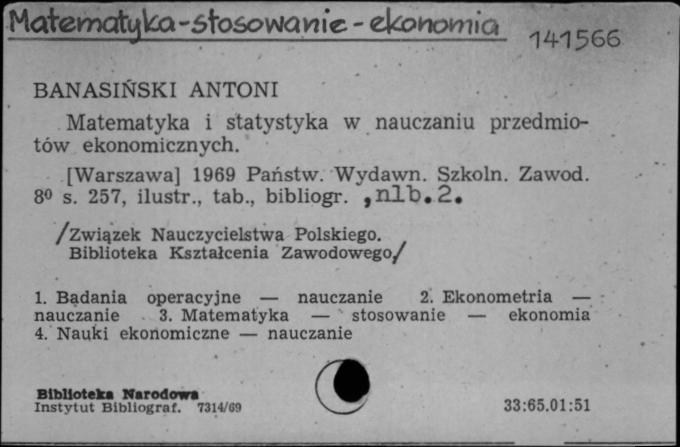 Matematyka-stosowanie-ekonomia
141566
BANASIŃSKI ANTONI
Matematyka i statystyka w nauczaniu przedmio-
tów ekonomicznych.
[Warszawa] 1969 Państw. Wydawn. Szkoln. Zawod.
8⁰ s. 257, ilustr., tab., bibliogr. ,nlb.2.
/Związek Nauczycielstwa Polskiego.
Biblioteka Kształcenia Zawodowego/
1. Badania operacyjne — nauczanie 2. Ekonometria —
nauczanie 3. Matematyka — stosowanie — ekonomia
4. Nauki ekonomiczne — nauczanie
Biblioteka Narodowa
Instytut Bibliograf. 7314/69
33:65.01:51